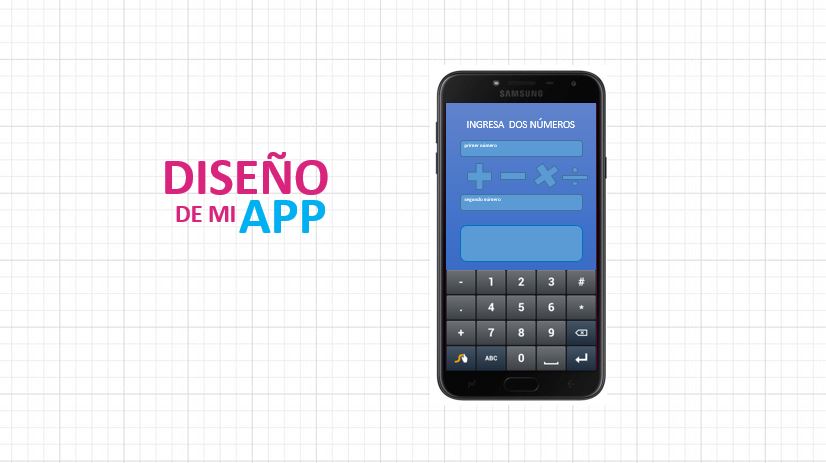 DISEÑO
DE MI APP
SAMSUNG
INGRESA DOS NÚMEROS
primer número
segundo número
- 1 2 3 #
. 4 5 6 *
+ 7 8 9
ABC 0